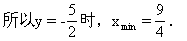 所以y = -5/2时，x_min = 9/4.